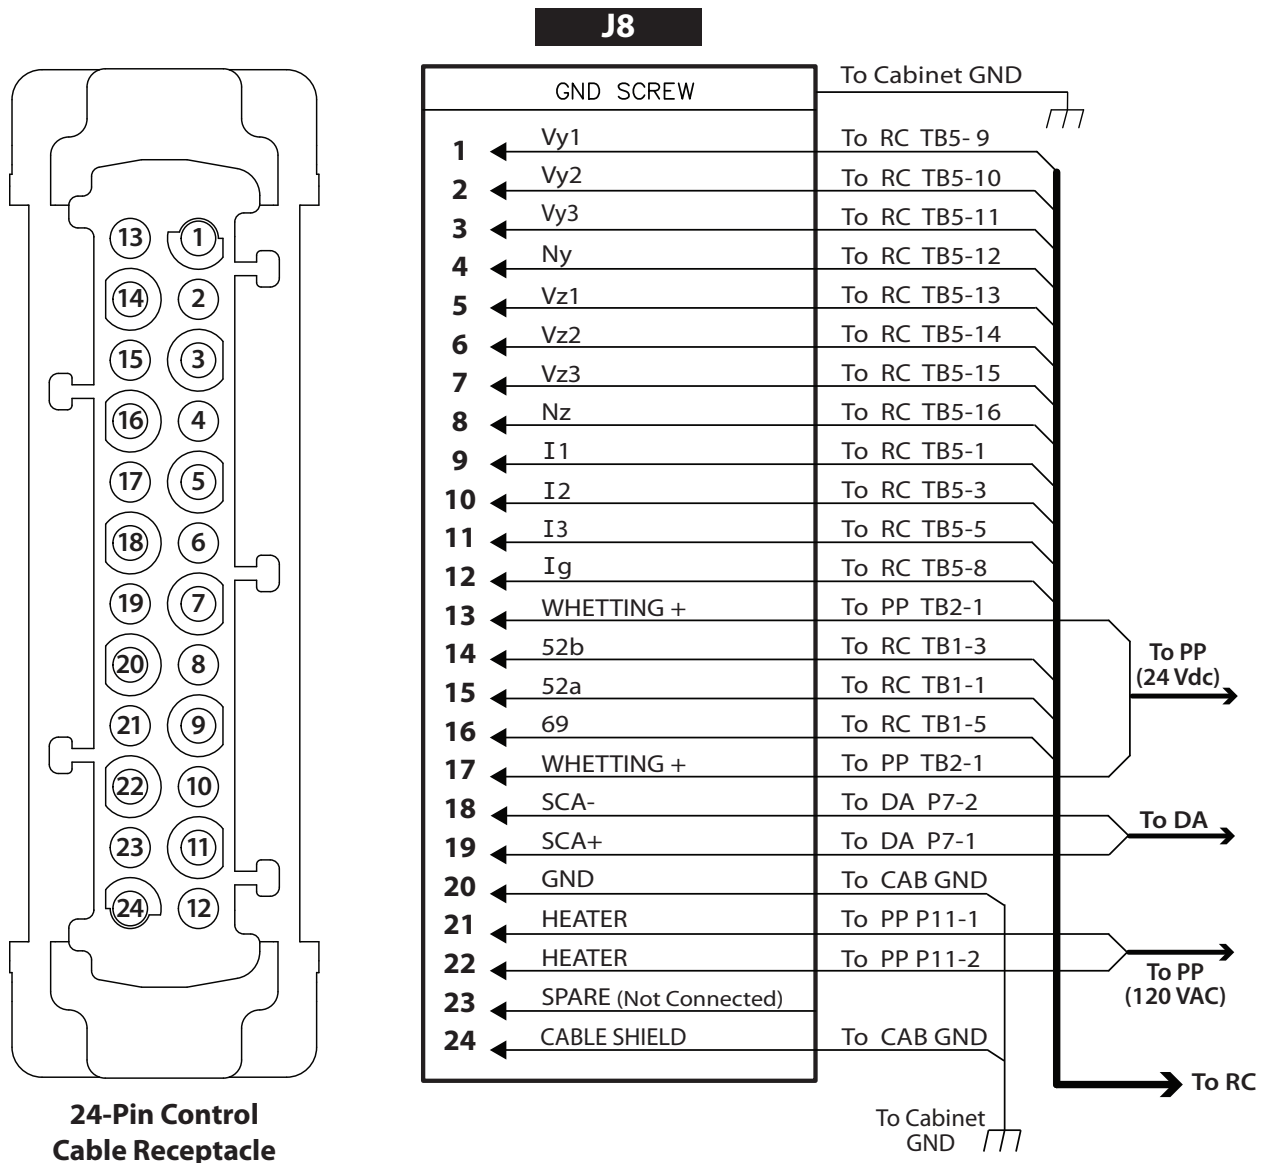 J8
GND SCREW
To Cabinet GND
1 Vy1 To RC TB5- 9
2 Vy2 To RC TB5-10
3 Vy3 To RC TB5-11
4 Ny To RC TB5-12
5 Vz1 To RC TB5-13
6 Vz2 To RC TB5-14
7 Vz3 To RC TB5-15
8 Nz To RC TB5-16
9 I1 To RC TB5-1
10 I2 To RC TB5-3
11 I3 To RC TB5-5
12 Ig To RC TB5-8
13 WHETTING + To PP TB2-1
14 52b To RC TB1-3
15 52a To RC TB1-1
16 69 To RC TB1-5
17 WHETTING + To PP TB2-1
18 SCA- To DA P7-2
19 SCA+ To DA P7-1
20 GND To CAB GND
21 HEATER To PP P11-1
22 HEATER To PP P11-2
23 SPARE (Not Connected)
24 CABLE SHIELD To CAB GND
To PP
(24 Vdc)
To DA
To PP
(120 VAC)
To RC
To Cabinet
GND
13 1
14 2
15 3
16 4
17 5
18 6
19 7
20 8
21 9
22 10
23 11
24 12
24-Pin Control
Cable Receptacle